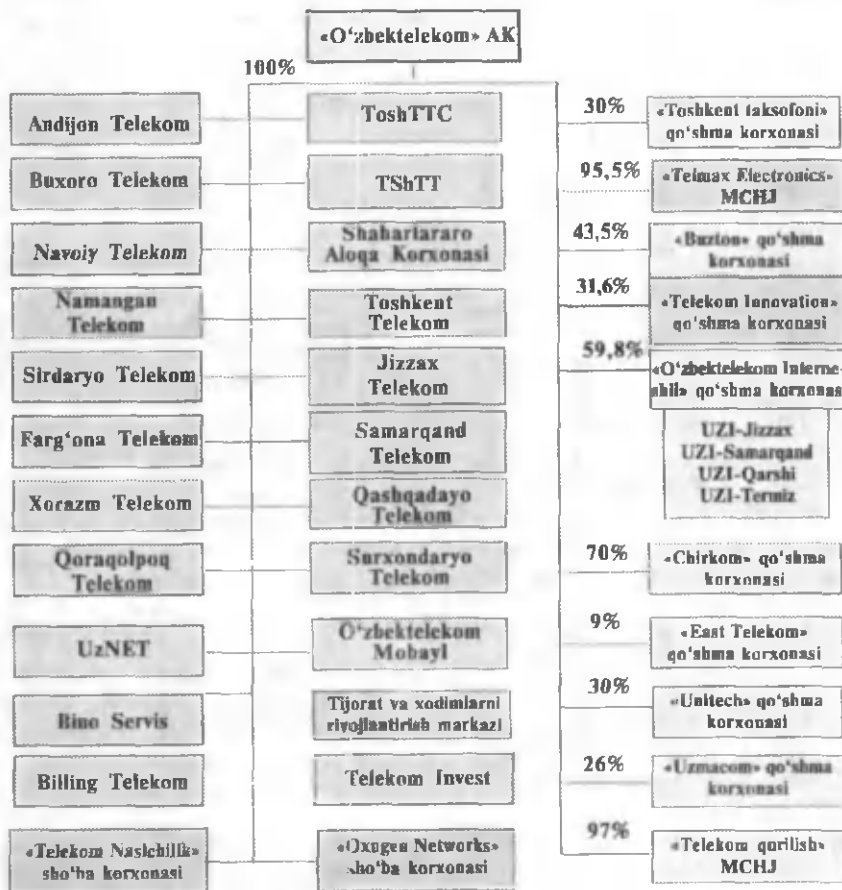 «O‘zbektelekom» AK
100%
Andijon Telekom
Buxoro Telekom
Navoiy Telekom
Namangan
Telekom
Sirdaryo Telekom
Farg‘ona Telekom
Xorazm Telekom
Qoraqolpoq
Telekom
UzNET
Bino Servis
Billing Telekom
«Telekom Nasichilik»
sho‘ba korxonasi
ToshTTC
TShTT
Shaharlararo
Aloqa Korxonasi
Toshkent
Telekom
Jizzax
Telekom
Samarqand
Telekom
Qashqadayo
Telekom
Surxondaryo
Telekom
O‘zbektelekom
Mobayl
Tijorat va xodimlarni
rivojlantirish markazi
Telekom Invest
«Oxugen Networks»
sho‘ba korxonasi
30%
«Toshkent taksofoni»
qo‘shma korxonasi
95,5%
«Telmax Electronics»
MCHJ
43,5%
«Buzton» qo‘shma
korxonasi
31,6%
«Telekom Innovation»
qo‘shma korxonasi
59,8%
«O‘zbektelekom Interne-
shil» qo‘shma korxonas
UZI-Jizzax
UZI-Samarqand
UZI-Qarshi
UZI-Termiz
70%
«Chirkom» qo‘shma
korxonasi
9%
«East Telekom»
qo‘shma korxonasi
30%
«Unitech» qo‘shma
korxonasi
26%
«Uzmacom» qo‘shma
korxonasi
97%
«Telekom qurilish»
MCHJ